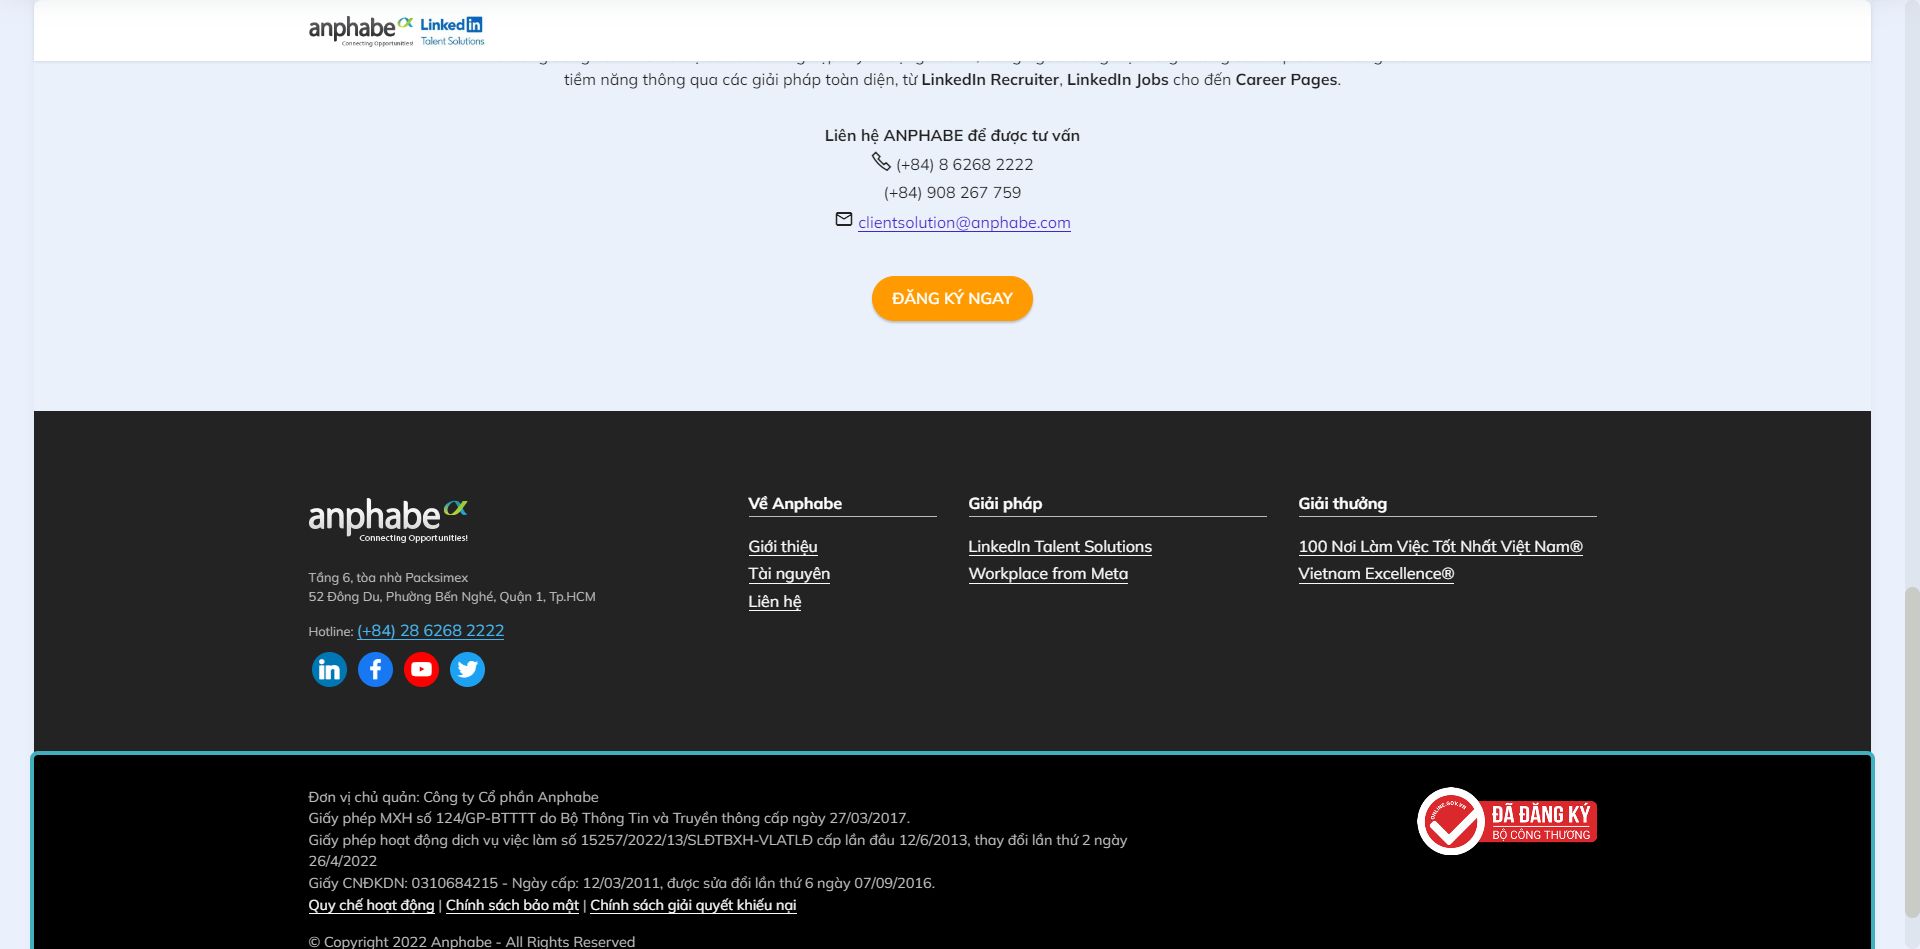 anphabe
Connecting Opportunities!
Linked in
Talent Solutions
tiềm năng thông qua các giải pháp toàn diện, từ LinkedIn Recruiter, LinkedIn Jobs cho đến Career Pages.
Liên hệ ANPHABE để được tư vấn
(+84) 8 6268 2222
(+84) 908 267 759
clientsolution@anphabe.com
ĐĂNG KÝ NGAY
anphabe
Connecting Opportunities!
Tầng 6, tòa nhà Packsimex
52 Đông Du, Phường Bến Nghé, Quận 1, Tp.HCM
Hotline: (+84) 28 6268 2222
Về Anphabe
Giới thiệu
Tài nguyên
Liên hệ
Giải pháp
LinkedIn Talent Solutions
Workplace from Meta
Giải thưởng
100 Nơi Làm Việc Tốt Nhất Việt Nam®
Vietnam Excellence®
Đơn vị chủ quản: Công ty Cổ phần Anphabe
Giấy phép MXH số 124/GP-BTTTT do Bộ Thông Tin và Truyền thông cấp ngày 27/03/2017.
Giấy phép hoạt động dịch vụ việc làm số 15257/2022/13/SLĐTBXH-VLATLĐ cấp lần đầu 12/6/2013, thay đổi lần thứ 2 ngày
26/4/2022
Giấy CNĐKDN: 0310684215 - Ngày cấp: 12/03/2011, được sửa đổi lần thứ 6 ngày 07/09/2016.
Quy chế hoạt động | Chính sách bảo mật | Chính sách giải quyết khiếu nại
© Copyright 2022 Anphabe - All Rights Reserved
ONLINE.GOV.VN
ĐÃ ĐĂNG KÝ
BỘ CÔNG THƯƠNG